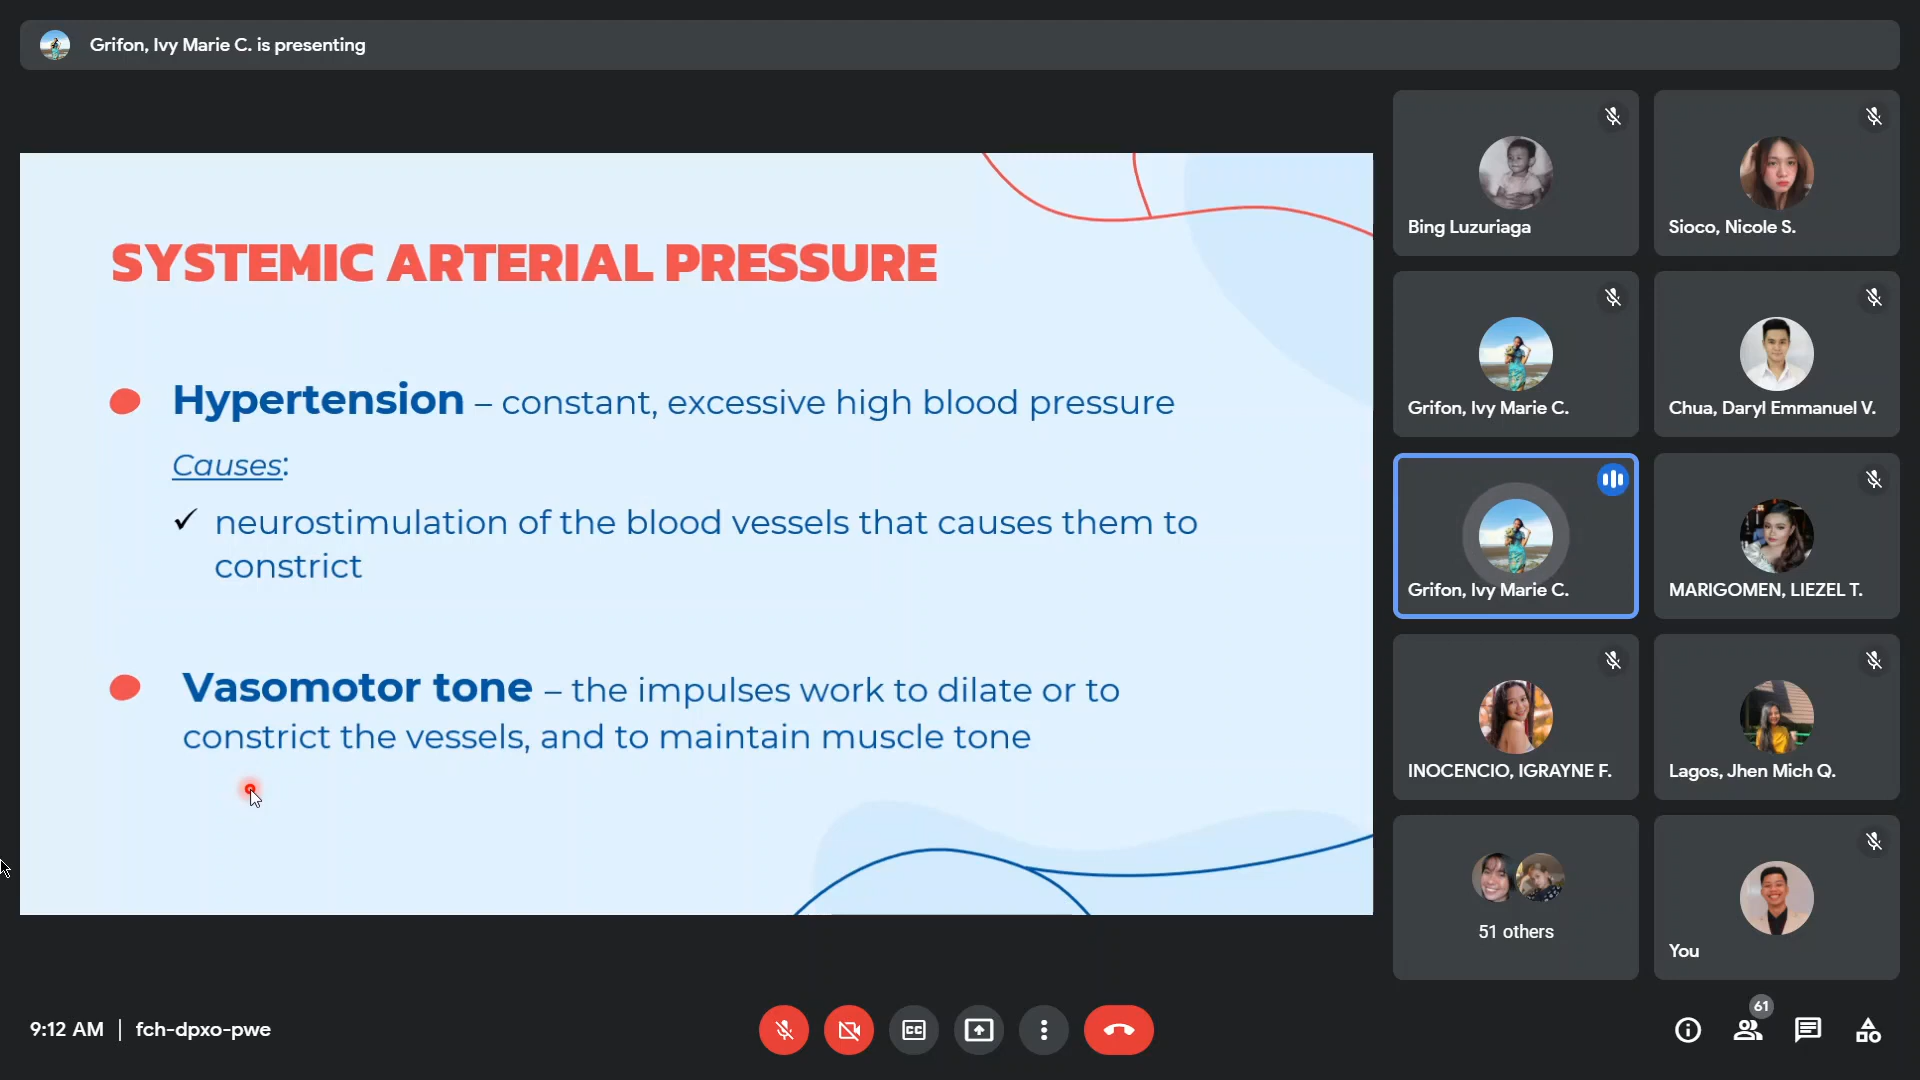 Grifon, Ivy Marie C. is presenting
SYSTEMIC ARTERIAL PRESSURE
Hypertension – constant, excessive high blood pressure
Causes:
✓ neurostimulation of the blood vessels that causes them to
constrict
Vasomotor tone – the impulses work to dilate or to
constrict the vessels, and to maintain muscle tone
Bing Luzuriaga
Sioco, Nicole S.
Grifon, Ivy Marie C.
Chua, Daryl Emmanuel V.
Grifon, Ivy Marie C.
MARIGOMEN, LIEZEL T.
INOCENCIO, IGRAYNE F.
Lagos, Jhen Mich Q.
51 others
You
9:12 AM | fch-dpxo-pwe
CC
61